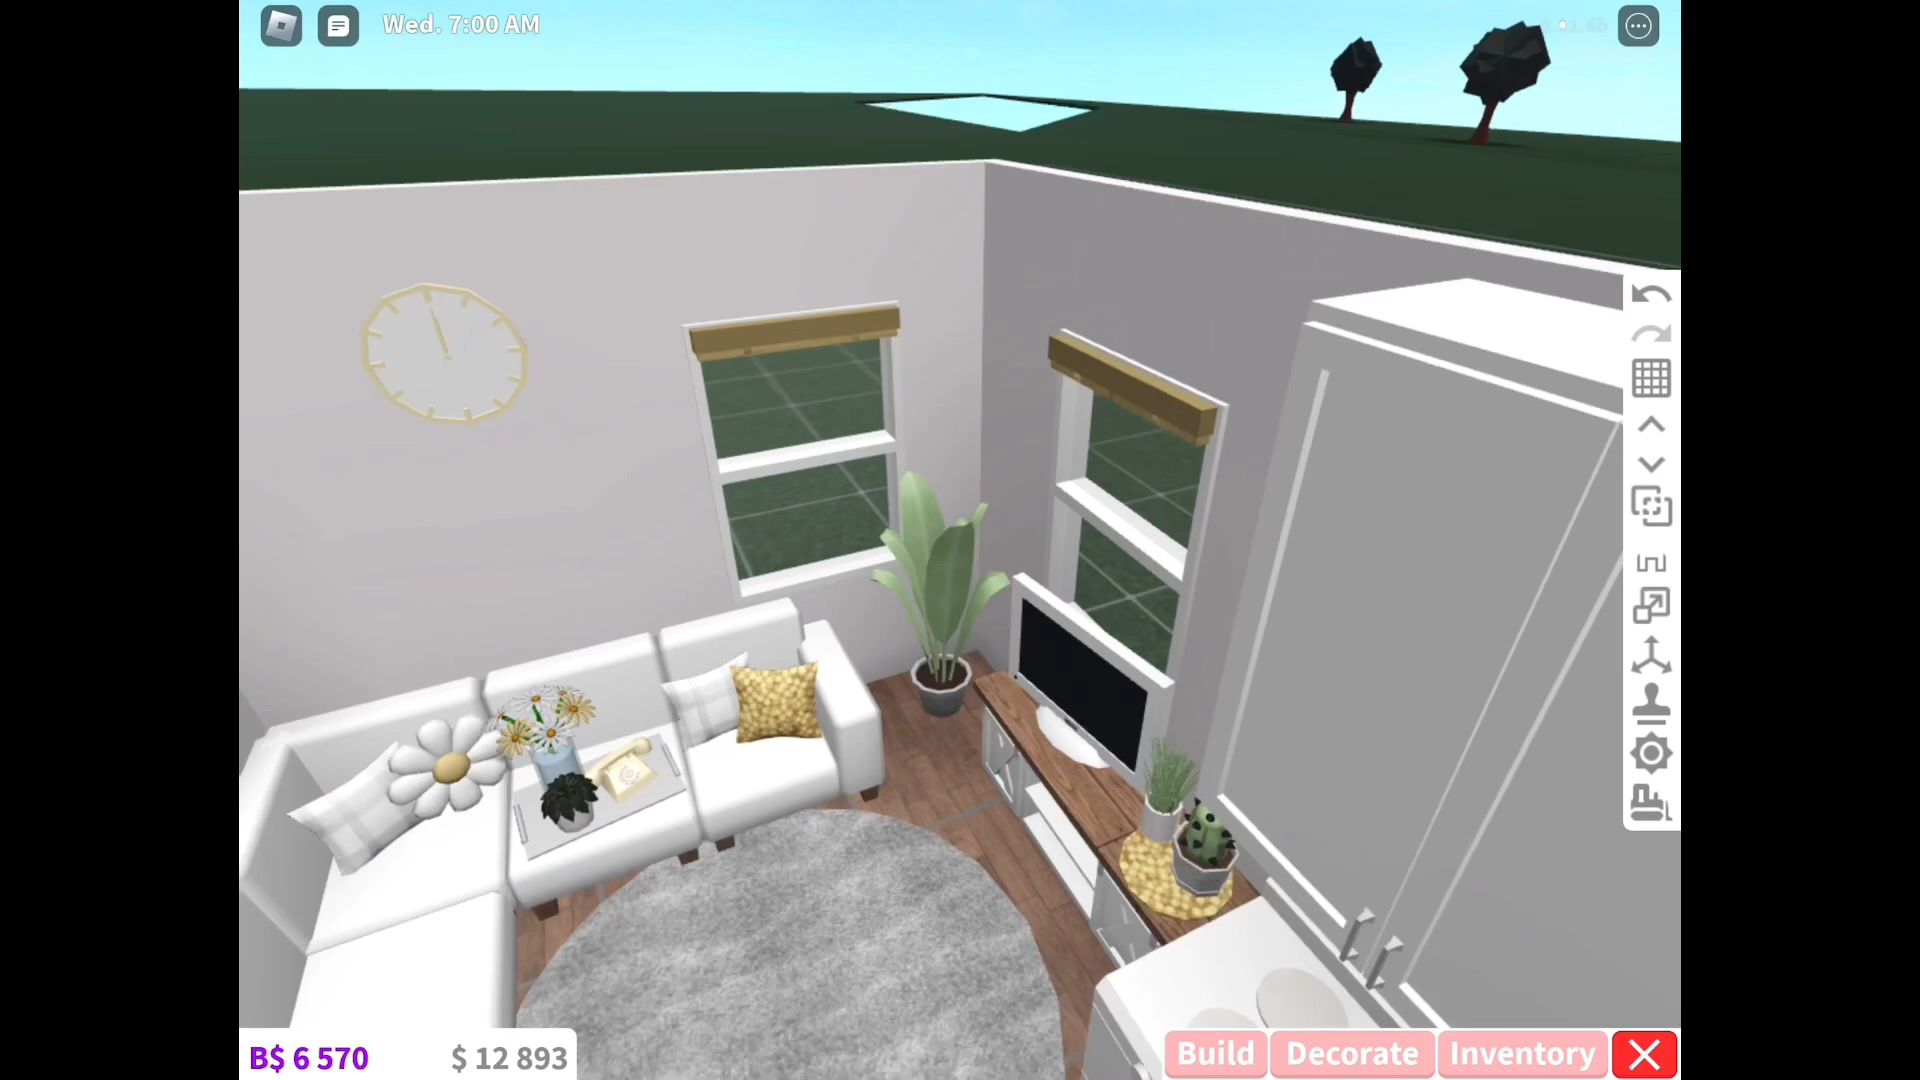 Wed. 7:00 AM
B$ 6 570
$ 12 893
Build
Decorate
Inventory